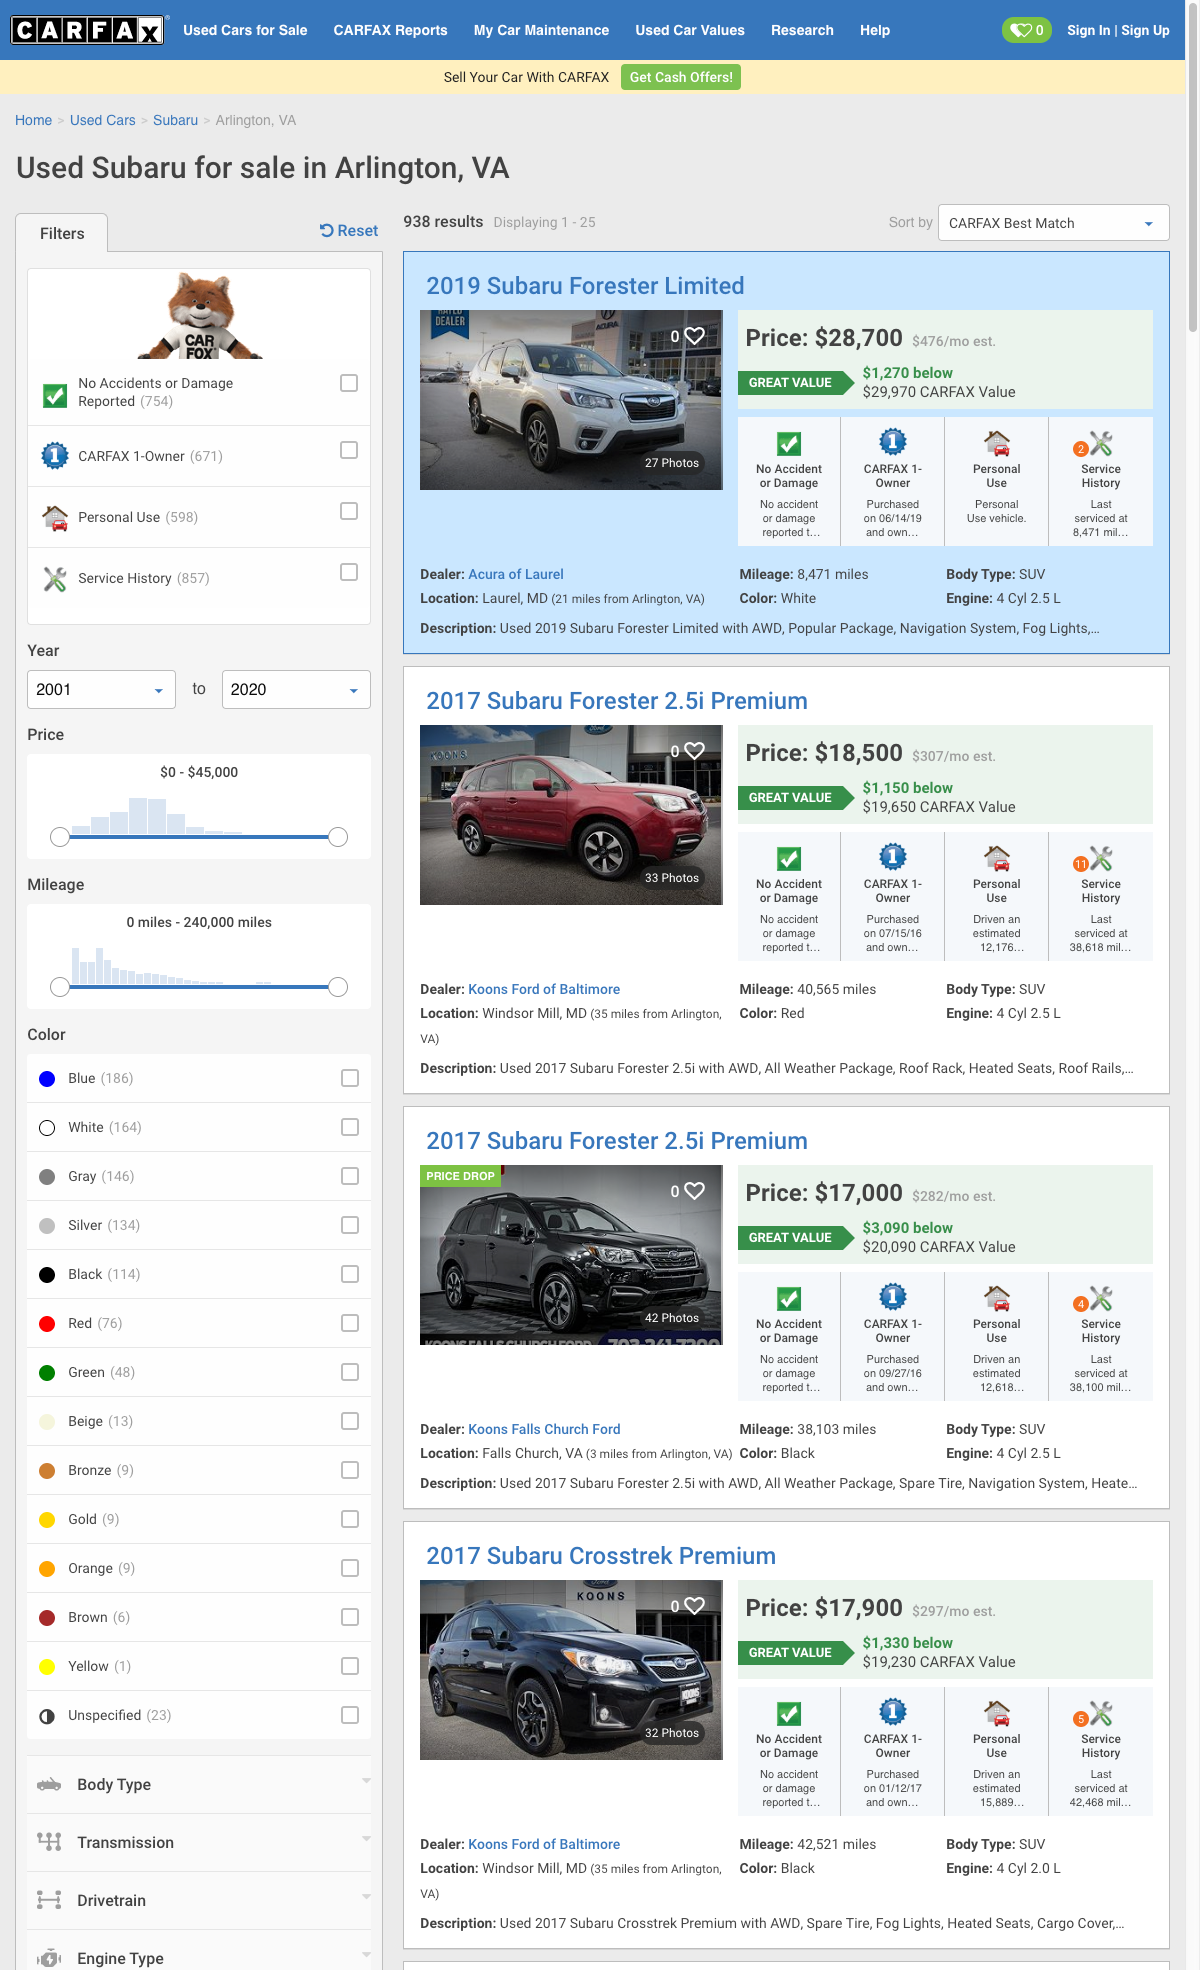 CARFAX
Used Cars for Sale
CARFAX Reports
My Car Maintenance
Used Car Values
Research
Help
0
Sign In | Sign Up
Sell Your Car With CARFAX
Get Cash Offers!
Home > Used Cars > Subaru > Arlington, VA
Used Subaru for sale in Arlington, VA
Filters
Reset
CAR
FOX
No Accidents or Damage
Reported (754)
CARFAX 1-Owner (671)
Personal Use (598)
Service History (857)
Year
2001 to 2020
Price
$0 - $45,000
Mileage
0 miles - 240,000 miles
Color
Blue (186)
White (164)
Gray (146)
Silver (134)
Black (114)
Red (76)
Green (48)
Beige (13)
Bronze (9)
Gold (9)
Orange (9)
Brown (6)
Yellow (1)
Unspecified (23)
Body Type
Transmission
Drivetrain
Engine Type
938 results Displaying 1 - 25
Sort by CARFAX Best Match
2019 Subaru Forester Limited
RATED
DEALER
ACURA
0
27 Photos
Price: $28,700 $476/mo est.
GREAT VALUE
$1,270 below
$29,970 CARFAX Value
No Accident
or Damage
No accident
or damage
reported t...
1
CARFAX 1-
Owner
Purchased
on 06/14/19
and own...
Personal
Use
Personal
Use vehicle.
2
Service
History
Last
serviced at
8,471 mil...
Dealer: Acura of Laurel
Mileage: 8,471 miles
Body Type: SUV
Location: Laurel, MD (21 miles from Arlington, VA)
Color: White
Engine: 4 Cyl 2.5 L
Description: Used 2019 Subaru Forester Limited with AWD, Popular Package, Navigation System, Fog Lights,...
2017 Subaru Forester 2.5i Premium
KOONS
0
33 Photos
Price: $18,500 $307/mo est.
GREAT VALUE
$1,150 below
$19,650 CARFAX Value
No Accident
or Damage
No accident
or damage
reported t...
1
CARFAX 1-
Owner
Purchased
on 07/15/16
and own...
Personal
Use
Driven an
estimated
12,176...
11
Service
History
Last
serviced at
38,618 mil...
Dealer: Koons Ford of Baltimore
Mileage: 40,565 miles
Body Type: SUV
Location: Windsor Mill, MD (35 miles from Arlington,
VA)
Color: Red
Engine: 4 Cyl 2.5 L
Description: Used 2017 Subaru Forester 2.5i with AWD, All Weather Package, Roof Rack, Heated Seats, Roof Rails,...
2017 Subaru Forester 2.5i Premium
PRICE DROP
0
42 Photos
KOONS FALLS CHURCH FORD 703-241-7200
Price: $17,000 $282/mo est.
GREAT VALUE
$3,090 below
$20,090 CARFAX Value
No Accident
or Damage
No accident
or damage
reported t...
1
CARFAX 1-
Owner
Purchased
on 09/27/16
and own...
Personal
Use
Driven an
estimated
12,618...
4
Service
History
Last
serviced at
38,100 mil...
Dealer: Koons Falls Church Ford
Mileage: 38,103 miles
Body Type: SUV
Location: Falls Church, VA (3 miles from Arlington, VA)
Color: Black
Engine: 4 Cyl 2.5 L
Description: Used 2017 Subaru Forester 2.5i with AWD, All Weather Package, Spare Tire, Navigation System, Heate...
2017 Subaru Crosstrek Premium
Ford
KOONS
0
KOONS
32 Photos
Price: $17,900 $297/mo est.
GREAT VALUE
$1,330 below
$19,230 CARFAX Value
No Accident
or Damage
No accident
or damage
reported t...
1
CARFAX 1-
Owner
Purchased
on 01/12/17
and own...
Personal
Use
Driven an
estimated
15,889...
5
Service
History
Last
serviced at
42,468 mil...
Dealer: Koons Ford of Baltimore
Mileage: 42,521 miles
Body Type: SUV
Location: Windsor Mill, MD (35 miles from Arlington,
VA)
Color: Black
Engine: 4 Cyl 2.0 L
Description: Used 2017 Subaru Crosstrek Premium with AWD, Spare Tire, Fog Lights, Heated Seats, Cargo Cover,...